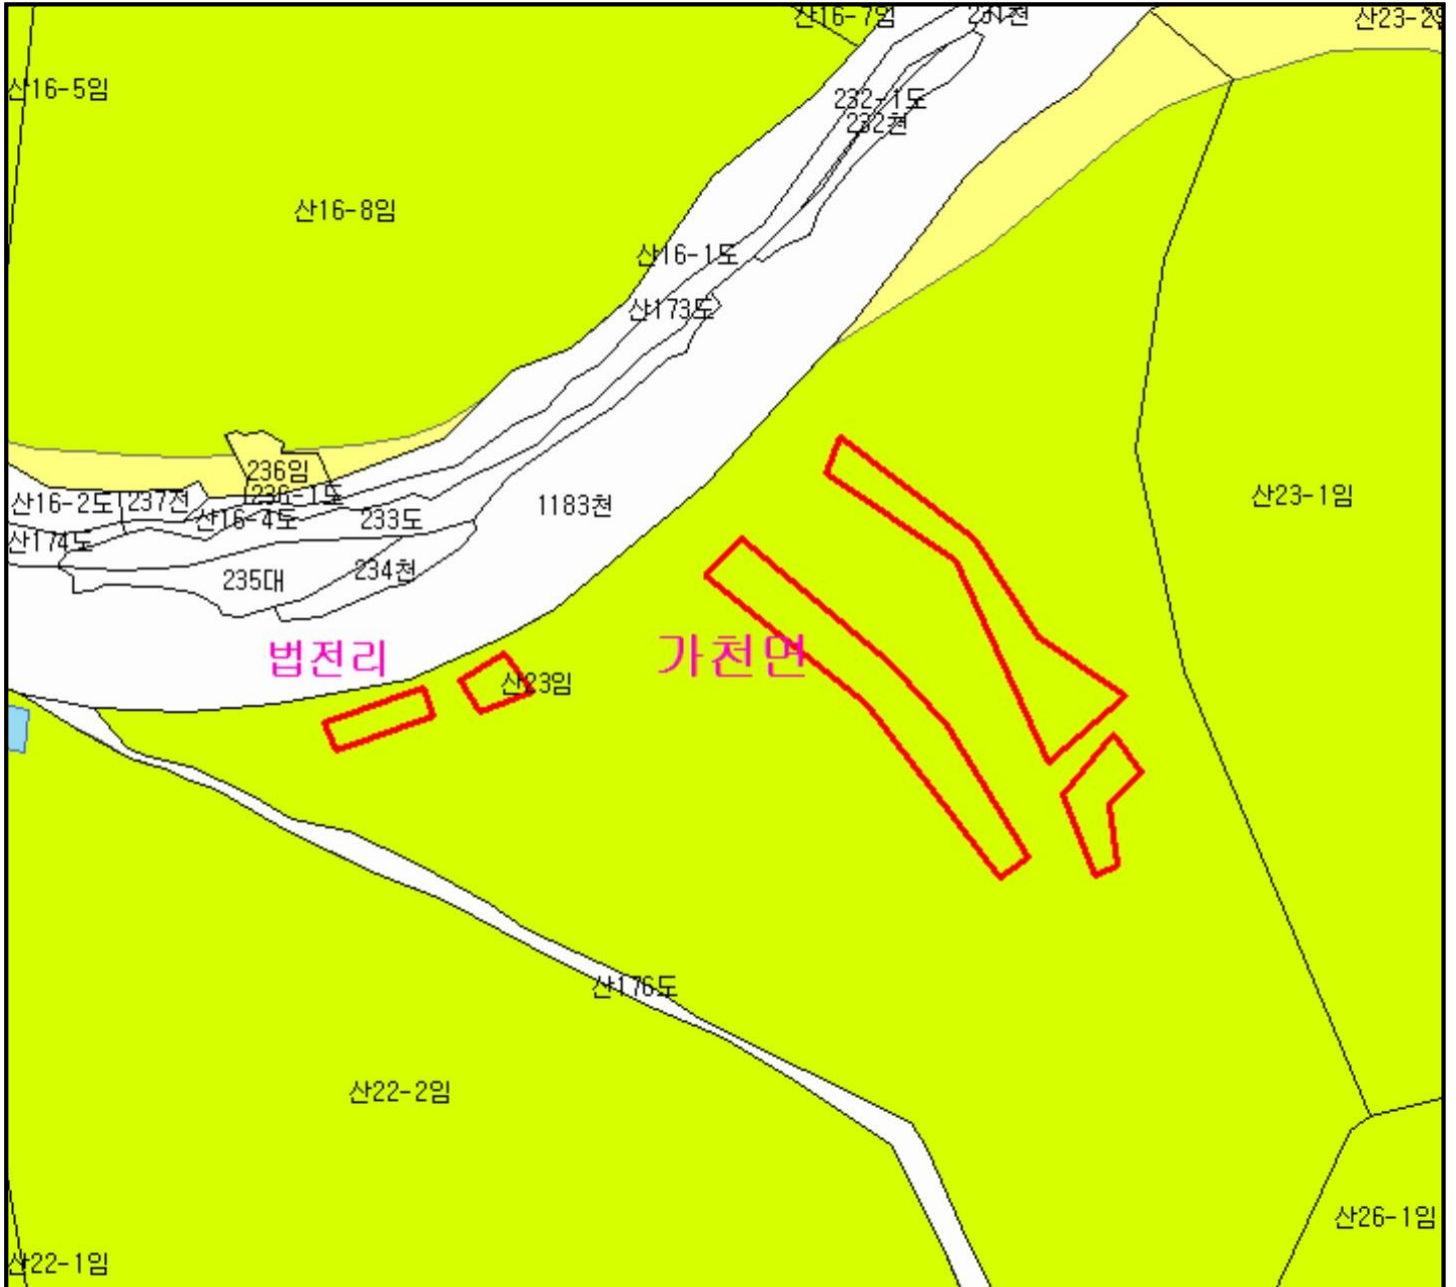 산16-7임
231천
산16-5임
232-1도
232천
산16-8임
산16-1도
산173도
236임
236-1도
산16-2도
237전
산16-4도
233도
1183천
산23-1임
산174도
235대
234천
법전리
가천면
산23임
산176도
산22-2임
산26-1임
산22-1임